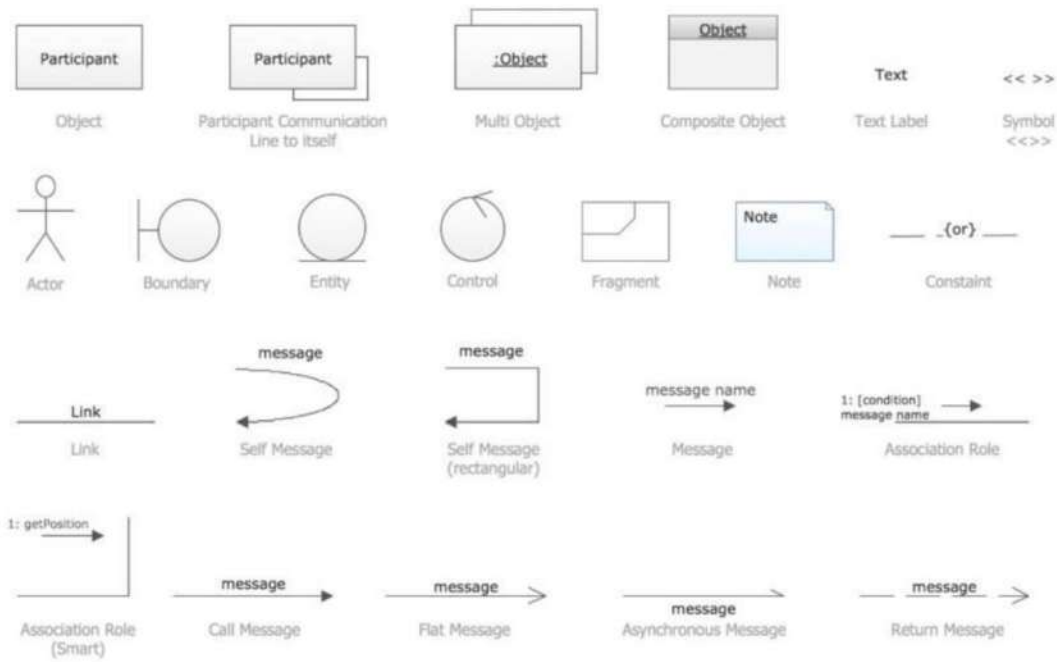 Participant
Participant
:Object
Object
Text
<< >>
Object
Participant Communication
Line to itself
Multi Object
Composite Object
Text Label
Symbol
<<>>
Note
{or}
Actor
Boundary
Entity
Control
Fragment
Note
Constaint
message
message
message name
1: [condition]
message name
Link
Link
Self Message
Self Message
(rectangular)
Message
Association Role
1: getPosition
message
message
message
message
Association Role
(Smart)
Call Message
Flat Message
Asynchronous Message
Return Message